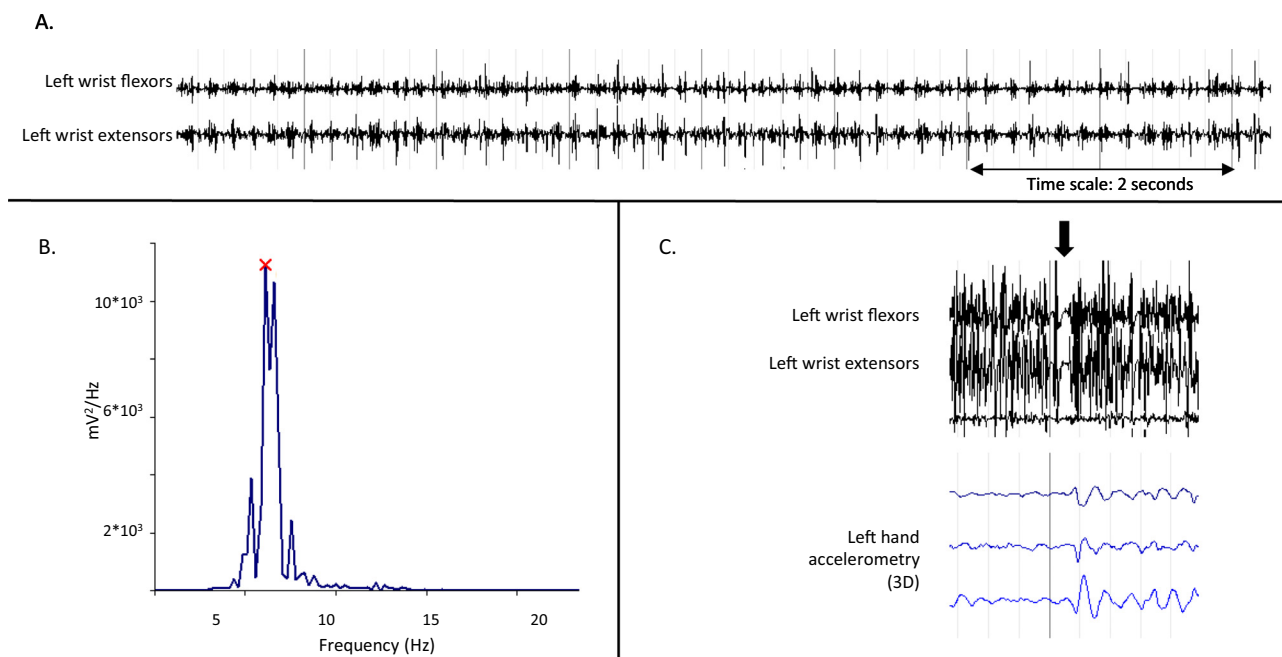 A.
Left wrist flexors
Left wrist extensors
Time scale: 2 seconds
B.
10*10³
6*10³
2*10³
mV²/Hz
5 10 15 20
Frequency (Hz)
C.
Left wrist flexors
Left wrist extensors
Left hand
accelerometry
(3D)